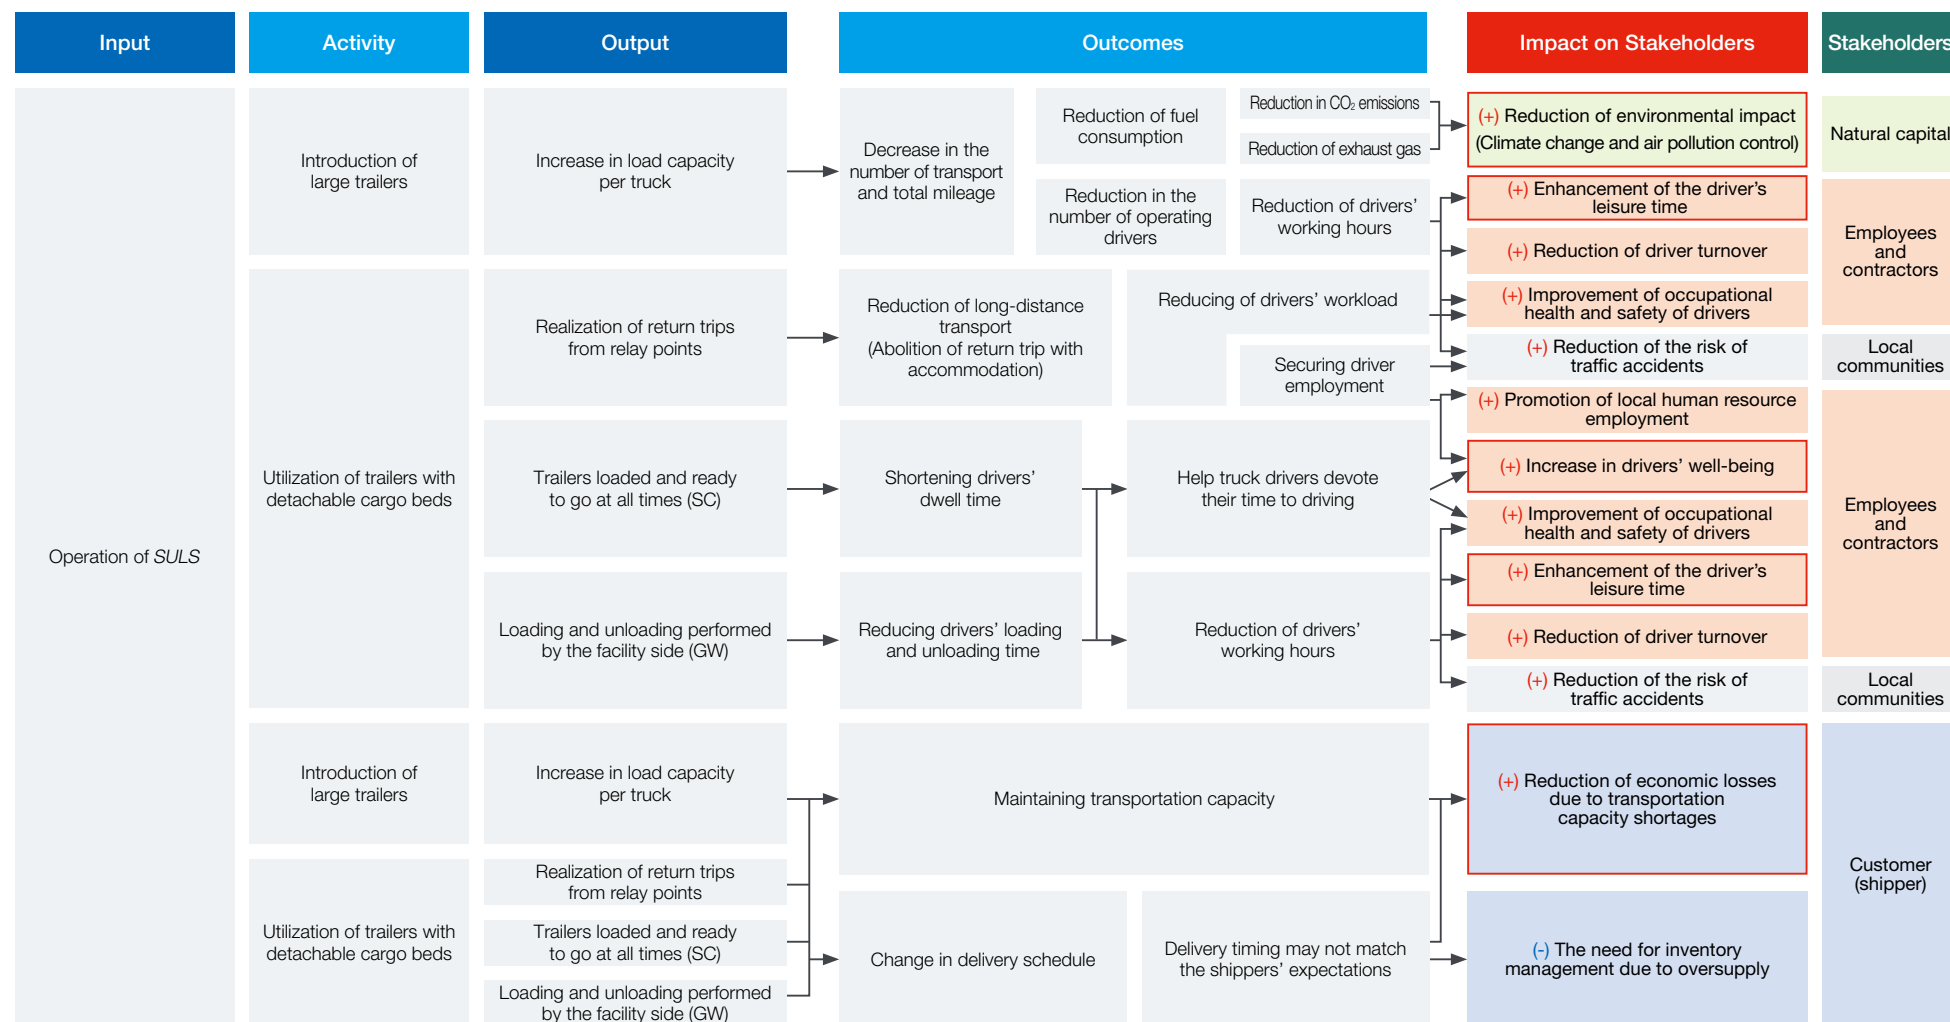 Input
Activity
Output
Outcomes
Impact on Stakeholders
Stakeholders
Operation of SULS
Introduction of
large trailers
Increase in load capacity
per truck
Decrease in the
number of transport
and total mileage
Reduction of fuel
consumption
Reduction in CO₂ emissions
Reduction of exhaust gas
(+) Reduction of environmental impact
(Climate change and air pollution control)
Natural capital
Reduction in the
number of operating
drivers
Reduction of drivers’
working hours
(+) Enhancement of the driver’s
leisure time
(+) Reduction of driver turnover
(+) Improvement of occupational
health and safety of drivers
Employees
and
contractors
Utilization of trailers with
detachable cargo beds
Realization of return trips
from relay points
Reduction of long-distance
transport
(Abolition of return trip with
accommodation)
Reducing of drivers’ workload
Securing driver
employment
(+) Reduction of the risk of
traffic accidents
Local
communities
(+) Promotion of local human resource
employment
Trailers loaded and ready
to go at all times (SC)
Shortening drivers’
dwell time
Help truck drivers devote
their time to driving
(+) Increase in drivers’ well-being
(+) Improvement of occupational
health and safety of drivers
Employees
and
contractors
Loading and unloading performed
by the facility side (GW)
Reducing drivers’ loading
and unloading time
Reduction of drivers’
working hours
(+) Enhancement of the driver’s
leisure time
(+) Reduction of driver turnover
(+) Reduction of the risk of
traffic accidents
Local
communities
Introduction of
large trailers
Increase in load capacity
per truck
Maintaining transportation capacity
(+) Reduction of economic losses
due to transportation
capacity shortages
Customer
(shipper)
Utilization of trailers with
detachable cargo beds
Realization of return trips
from relay points
Trailers loaded and ready
to go at all times (SC)
Loading and unloading performed
by the facility side (GW)
Change in delivery schedule
Delivery timing may not match
the shippers’ expectations
(-) The need for inventory
management due to oversupply